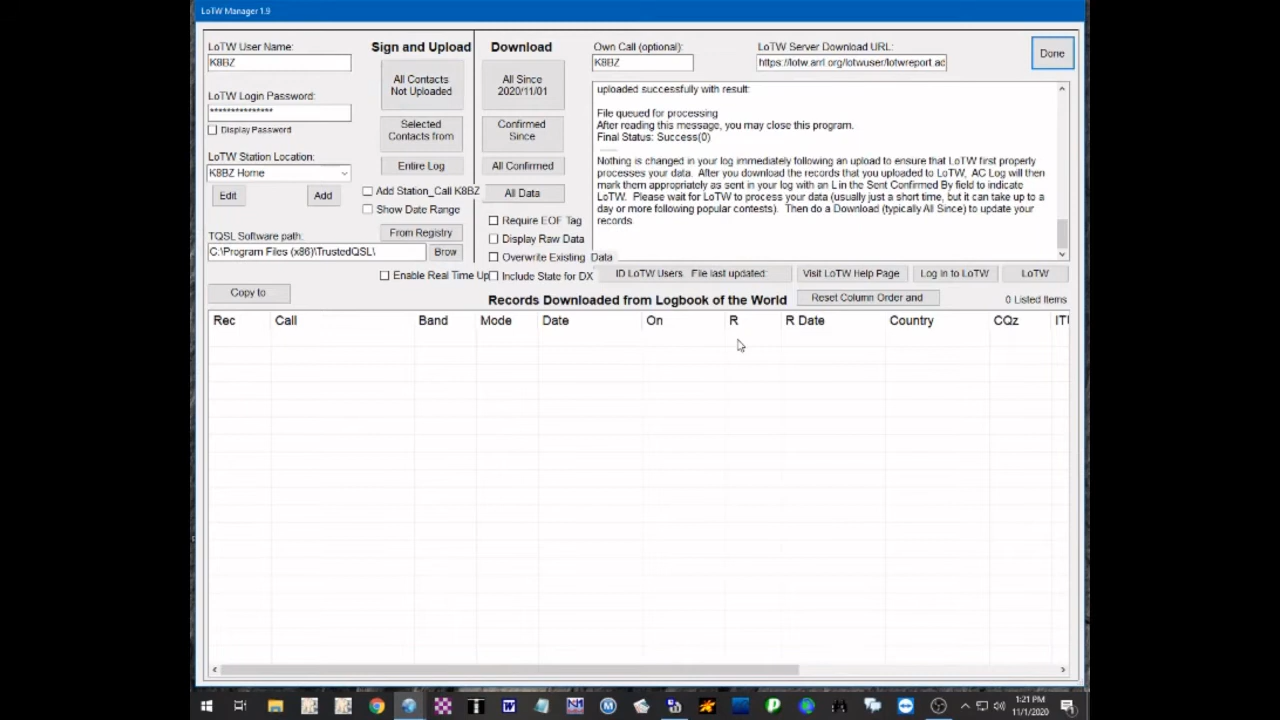 LoTW Manager 1.9
LoTW User Name:
K8BZ
LoTW Login Password:
***************
Display Password
LoTW Station Location:
K8BZ Home
Edit
Add
TQSL Software path:
C:\Program Files (x86)\TrustedQSL\
Brow
Copy to
Sign and Upload
All Contacts
Not Uploaded
Selected
Contacts from
Entire Log
Add Station_Call K8BZ
Show Date Range
From Registry
Enable Real Time Up
Download
All Since
2020/11/01
Confirmed
Since
All Confirmed
All Data
Require EOF Tag
Display Raw Data
Overwrite Existing Data
Include State for DX
Own Call (optional):
K8BZ
LoTW Server Download URL:
https://lotw.arrl.org/lotwuser/lotwreport.ac
Done
uploaded successfully with result:
File queued for processing
After reading this message, you may close this program.
Final Status: Success(0)
Nothing is changed in your log immediately following an upload to ensure that LoTW first properly
processes your data. After you download the records that you uploaded to LoTW, AC Log will then
mark them appropriately as sent in your log with an L in the Sent Confirmed By field to indicate
LoTW. Please wait for LoTW to process your data (usually just a short time, but it can take up to a
day or more following popular contests). Then do a Download (typically All Since) to update your
records
ID LoTW Users File last updated:
Visit LoTW Help Page
Log in to LoTW
LoTW
Records Downloaded from Logbook of the World
Reset Column Order and
0 Listed Items
Rec Call Band Mode Date On R R Date Country CQz ITU
1:21 PM
11/1/2020